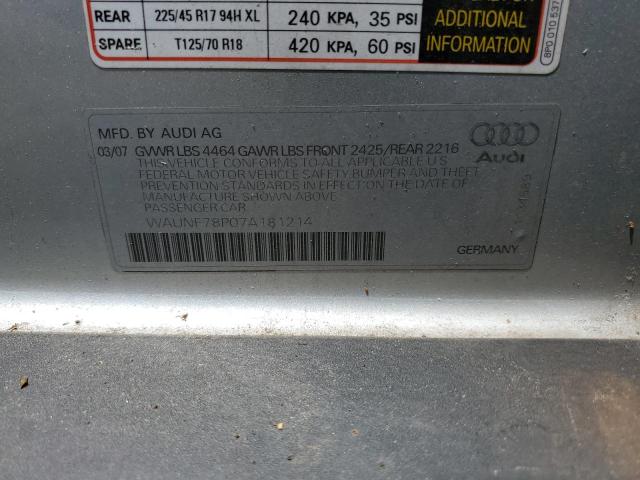 REAR 225/45 R17 94H XL 240 KPA, 35 PSI
SPARE T125/70 R18 420 KPA, 60 PSI
ADDITIONAL
INFORMATION
8P0 010 537
MFD. BY AUDI AG
03/07 GVWR LBS 4464 GAWR LBS FRONT 2425/REAR 2216
THIS VEHICLE CONFORMS TO ALL APPLICABLE U S
FEDERAL MOTOR VEHICLE SAFETY BUMPER AND THEFT
PREVENTION STANDARDS IN EFFECT ON THE DATE OF
MANUFACTURE SHOWN ABOVE.
PASSENGER CAR
WAUNF78P07A181214
Audi
GERMANY